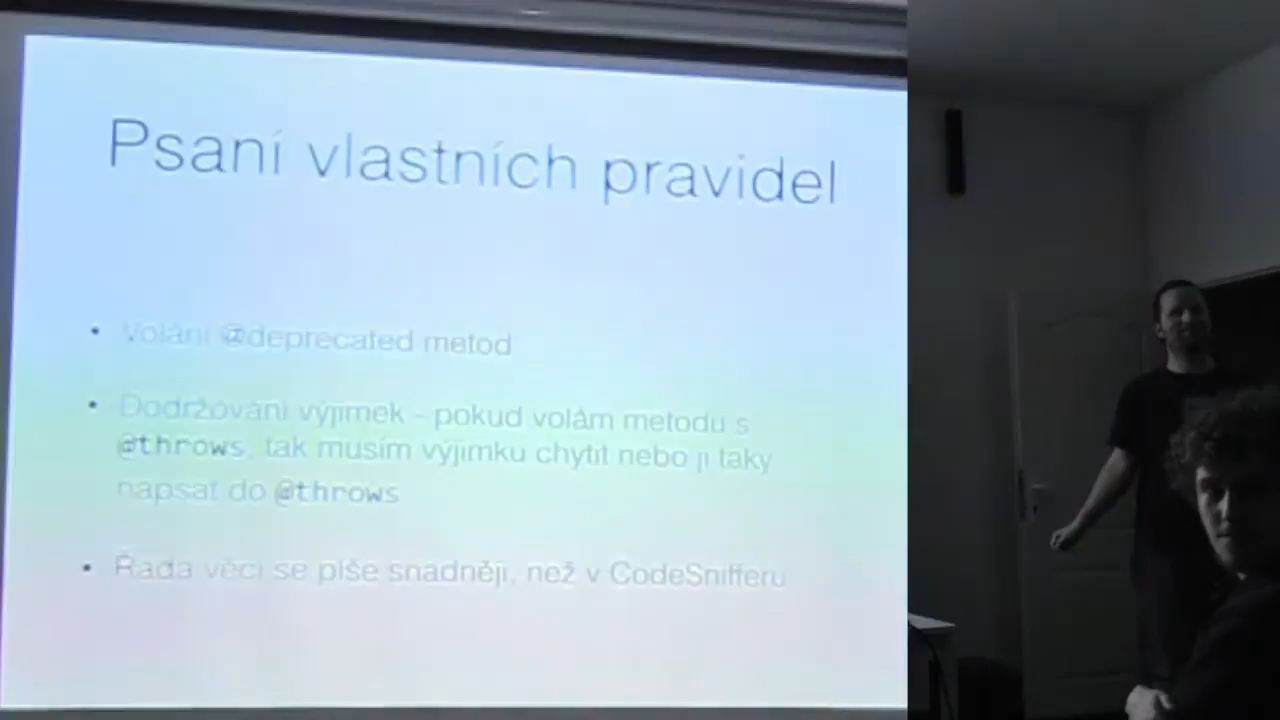 Psaní vlastních pravidel
• Volání @deprecated metod
• Dodržování výjimek – pokud volám metodu s
@throws, tak musím výjimku chytit nebo ji taky
napsat do @throws
• Řada věcí se píše snadněji, než v CodeSnifferu